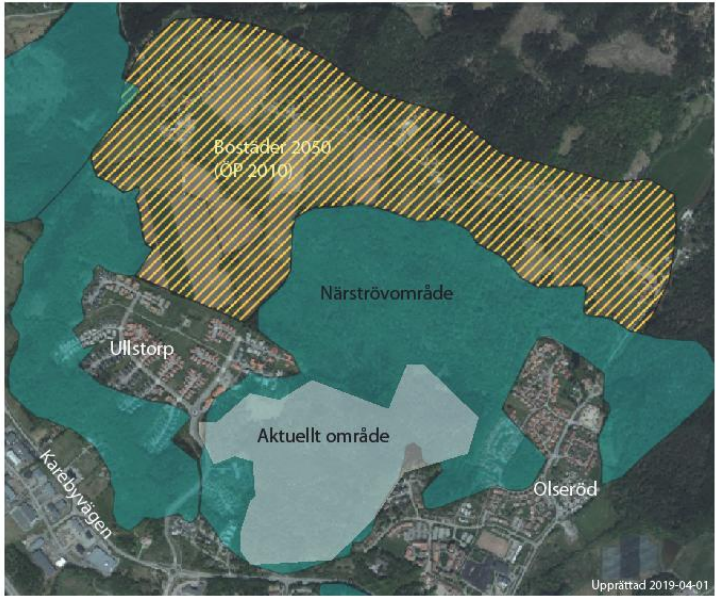 Bostäder 2050
(ÖP 2010)
Närströvområde
Ullstorp
Aktuellt område
Karebyvägen
Olseröd
Upprättad 2019-04-01